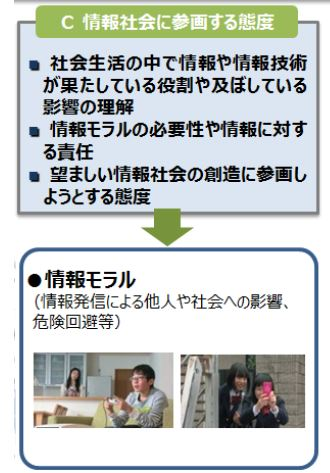 C 情報社会に参画する態度
■ 社会生活の中で情報や情報技術
が果たしている役割や及ぼしている
影響の理解
■ 情報モラルの必要性や情報に対す
る責任
■ 望ましい情報社会の創造に参画し
ようとする態度
●情報モラル
（情報発信による他人や社会への影響、
危険回避等）